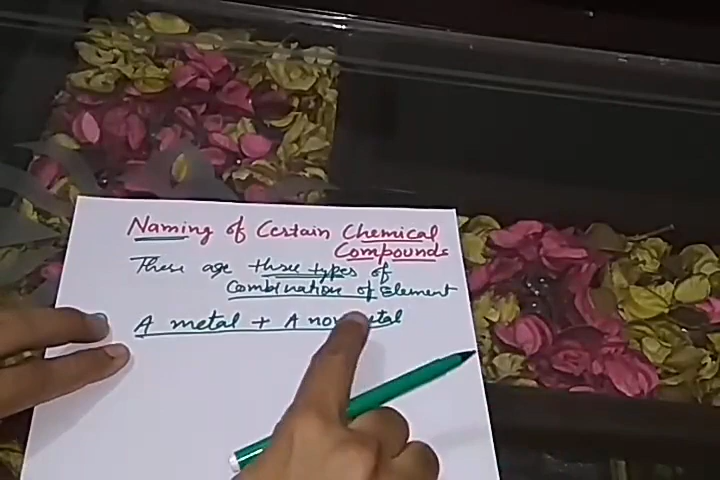 Naming of Certain Chemical
Compounds
There are three types of
Combination of Element
A metal + A